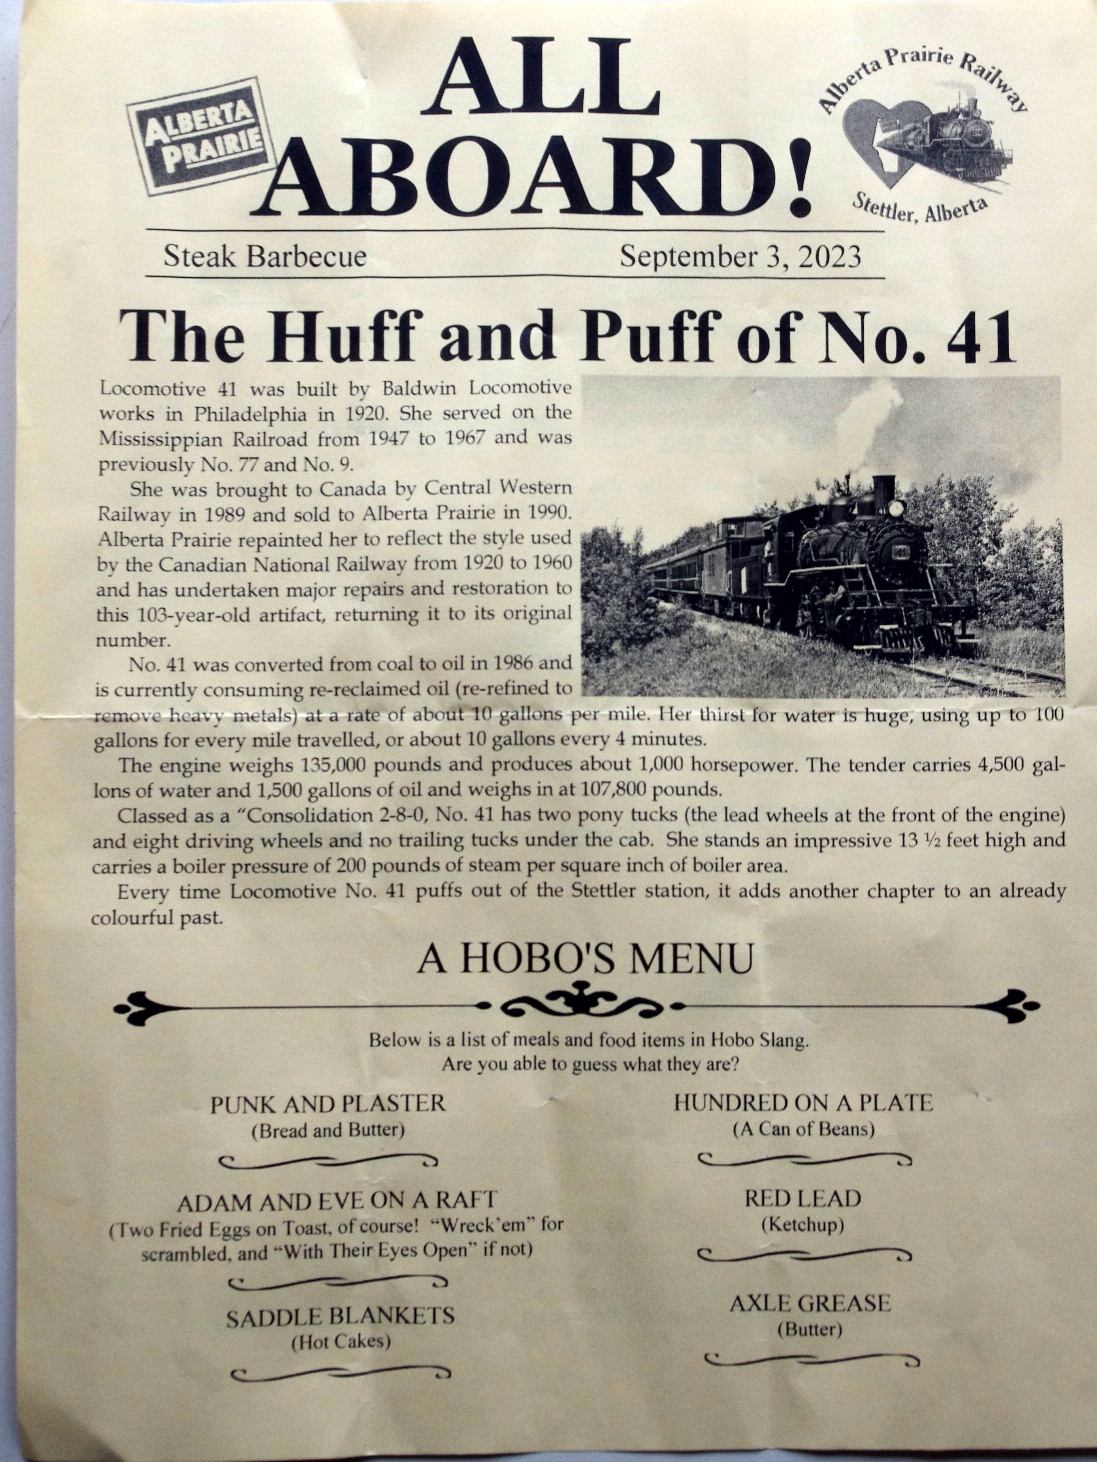 ALBERTA
PRAIRIE
ALL
ABOARD!
Alberta Prairie Railway
Stettler, Alberta
Steak Barbecue September 3, 2023
The Huff and Puff of No. 41
Locomotive 41 was built by Baldwin Locomotive
works in Philadelphia in 1920. She served on the
Mississippian Railroad from 1947 to 1967 and was
previously No. 77 and No. 9.
She was brought to Canada by Central Western
Railway in 1989 and sold to Alberta Prairie in 1990.
Alberta Prairie repainted her to reflect the style used
by the Canadian National Railway from 1920 to 1960
and has undertaken major repairs and restoration to
this 103-year-old artifact, returning it to its original
number.
No. 41 was converted from coal to oil in 1986 and
is currently consuming re-reclaimed oil (re-refined to
remove heavy metals) at a rate of about 10 gallons per mile. Her thirst for water is huge, using up to 100
gallons for every mile travelled, or about 10 gallons every 4 minutes.
The engine weighs 135,000 pounds and produces about 1,000 horsepower. The tender carries 4,500 gal-
lons of water and 1,500 gallons of oil and weighs in at 107,800 pounds.
Classed as a “Consolidation 2-8-0, No. 41 has two pony tucks (the lead wheels at the front of the engine)
and eight driving wheels and no trailing tucks under the cab. She stands an impressive 13 ½ feet high and
carries a boiler pressure of 200 pounds of steam per square inch of boiler area.
Every time Locomotive No. 41 puffs out of the Stettler station, it adds another chapter to an already
colourful past.
A HOBO'S MENU
Below is a list of meals and food items in Hobo Slang.
Are you able to guess what they are?
PUNK AND PLASTER
(Bread and Butter)
ADAM AND EVE ON A RAFT
(Two Fried Eggs on Toast, of course! “Wreck’em” for
scrambled, and “With Their Eyes Open” if not)
SADDLE BLANKETS
(Hot Cakes)
HUNDRED ON A PLATE
(A Can of Beans)
RED LEAD
(Ketchup)
AXLE GREASE
(Butter)